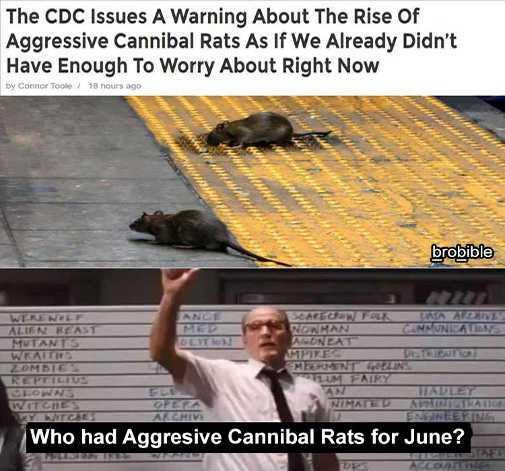 The CDC Issues A Warning About The Rise Of
Aggressive Cannibal Rats As If We Already Didn't
Have Enough To Worry About Right Now
by Connor Toole / 18 hours ago
brobible
WEREWOLF
ALIEN BEAST
MUTANTS
WRAITHS
ZOMBIES
REPTILIUS
CLOWNS
WITCHES
SCARECROW FOLK
SNOWMAN
DRAGONBAT
VAMPIRES
DISMEMBERMENT GOBLINS
DATA ARCHIVES
COMMUNICATIONS
DISTRIBUTION
HADLEY
ADMINISTRATION
ENGINEERING
Who had Aggresive Cannibal Rats for June?
ACCOUNTING